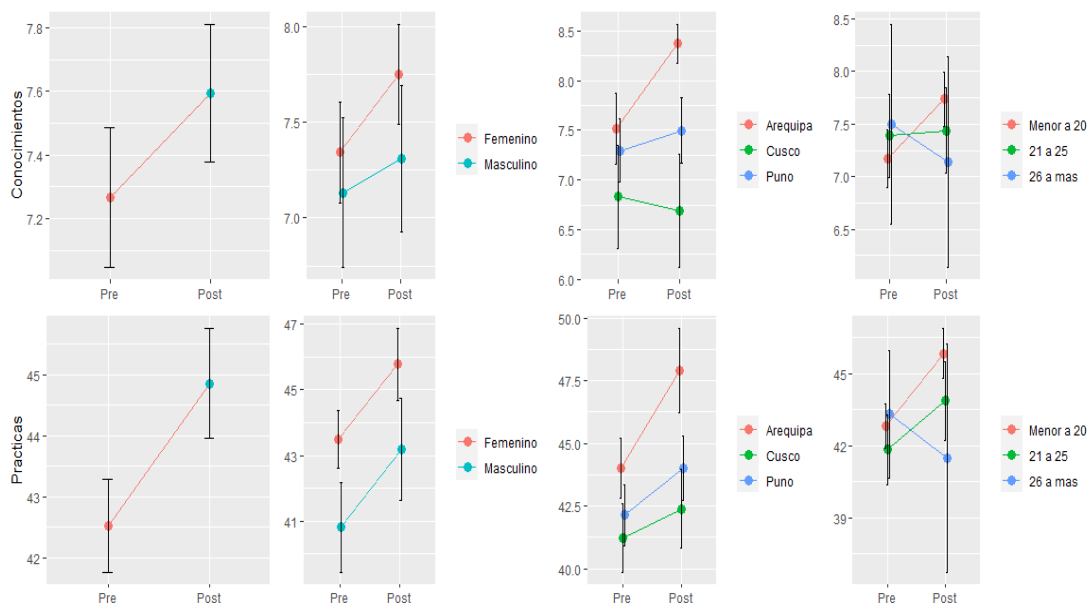 Conocimientos
7.8
7.6
7.4
7.2
Pre
Post
8.0
7.5
7.0
Pre
Post
Femenino
Masculino
8.5
8.0
7.5
7.0
6.5
6.0
Pre
Post
Arequipa
Cusco
Puno
8.5
8.0
7.5
7.0
6.5
Pre
Post
Menor a 20
21 a 25
26 a mas
Practicas
45
44
43
42
Pre
Post
47
45
43
41
Pre
Post
Femenino
Masculino
50.0
47.5
45.0
42.5
40.0
Pre
Post
Arequipa
Cusco
Puno
45
42
39
Pre
Post
Menor a 20
21 a 25
26 a mas